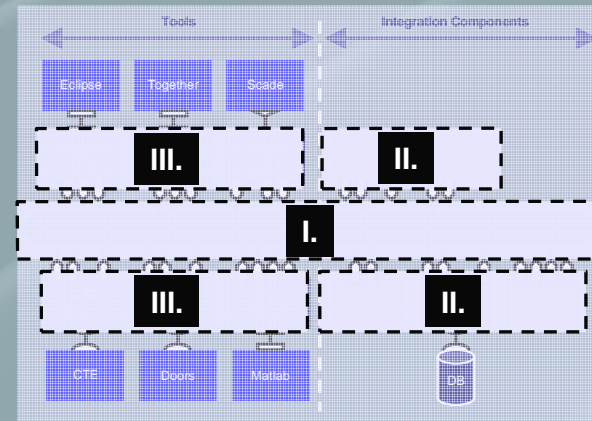 Tools
Integration Components
Eclipse
Together
Scade
III.
II.
I.
III.
II.
CTE
Doors
Matlab
DB